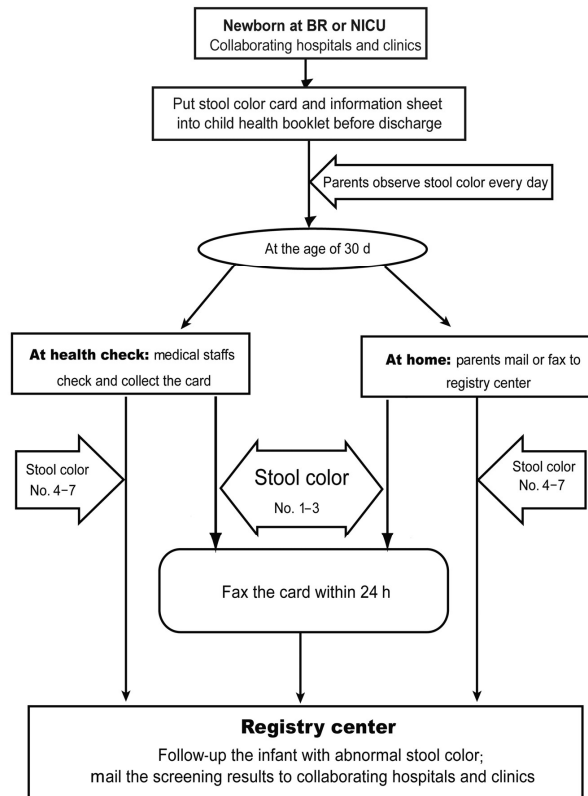 Newborn at BR or NICU
Collaborating hospitals and clinics
Put stool color card and information sheet
into child health booklet before discharge
Parents observe stool color every day
At the age of 30 d
At health check: medical staffs
check and collect the card
At home: parents mail or fax to
registry center
Stool color
No. 4–7
Stool color
No. 1–3
Stool color
No. 4–7
Fax the card within 24 h
Registry center
Follow-up the infant with abnormal stool color;
mail the screening results to collaborating hospitals and clinics